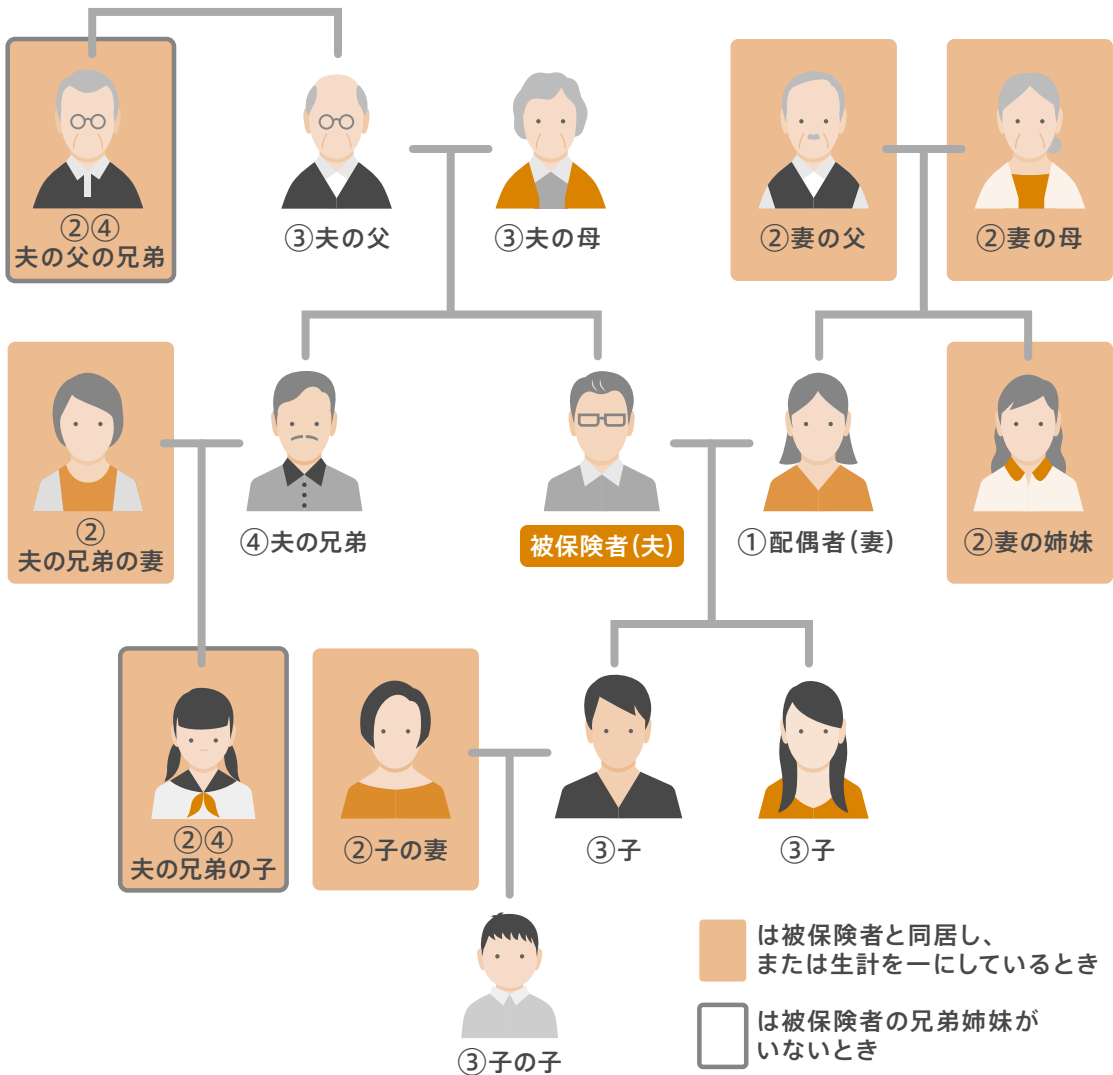 ②④
夫の父の兄弟
③夫の父
③夫の母
②妻の父
②妻の母
②
夫の兄弟の妻
④夫の兄弟
被保険者(夫)
①配偶者(妻)
②妻の姉妹
②④
夫の兄弟の子
②子の妻
③子
③子
③子の子
は被保険者と同居し、
または生計を一にしているとき
は被保険者の兄弟姉妹が
いないとき